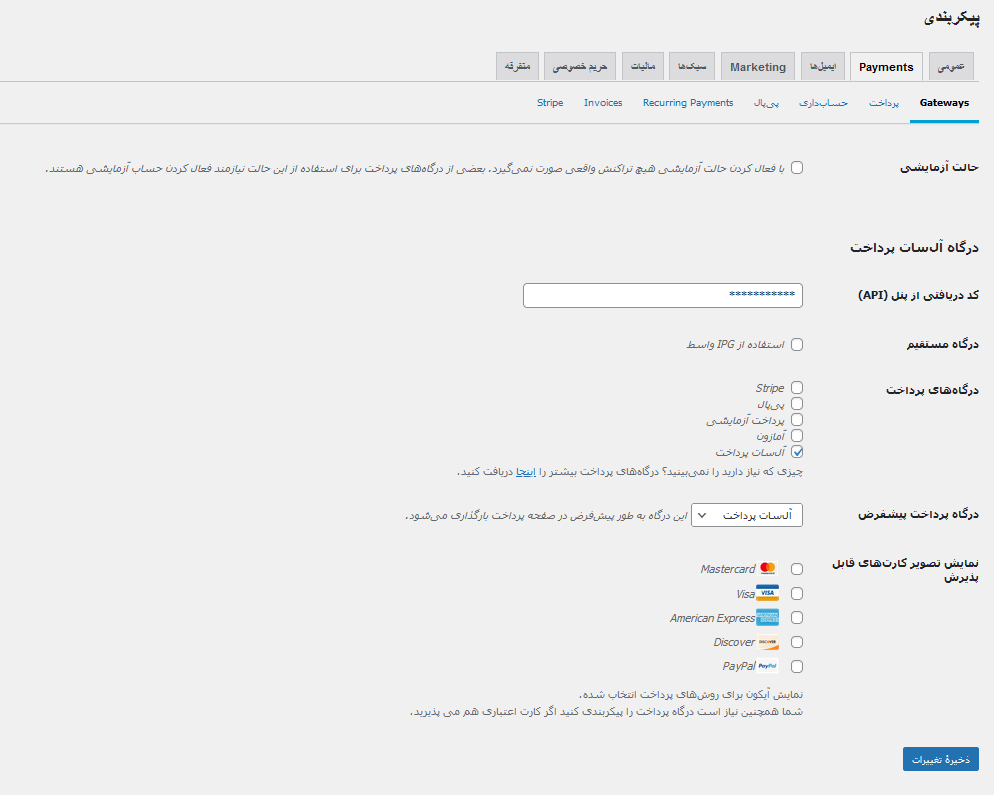 پیکربندی
عمومی
Payments
ایمیل‌ها
Marketing
سبک‌ها
مالیات
حریم خصوصی
متفرقه
Gateways
پرداخت
حساب‌داری
پی‌پال
Recurring Payments
Invoices
Stripe
حالت آزمایشی
با فعال کردن حالت آزمایشی هیچ تراکنش واقعی صورت نمی‌گیرد. بعضی از درگاه‌های پرداخت برای استفاده از این حالت نیازمند فعال کردن حساب آزمایشی هستند.
درگاه آل‌سات پرداخت
کد دریافتی از پنل (API)
***********
درگاه مستقیم
استفاده از IPG واسط
درگاه‌های پرداخت
Stripe
پی‌پال
پرداخت آزمایشی
آمازون
آل‌سات پرداخت
چیزی که نیاز دارید را نمی‌بینید؟ درگاه‌های پرداخت بیشتر را اینجا دریافت کنید.
درگاه پرداخت پیشفرض
آل‌سات پرداخت
این درگاه به طور پیش‌فرض در صفحه پرداخت بارگذاری می‌شود.
نمایش تصویر کارت‌های قابل
پذیرش
Mastercard
VISA Visa
American Express
DISCOVER Discover
PayPal PayPal
نمایش آیکون برای روش‌های پرداخت انتخاب شده.
شما همچنین نیاز است درگاه پرداخت را پیکربندی کنید اگر کارت اعتباری هم می پذیرید.
ذخیرهٔ تغییرات